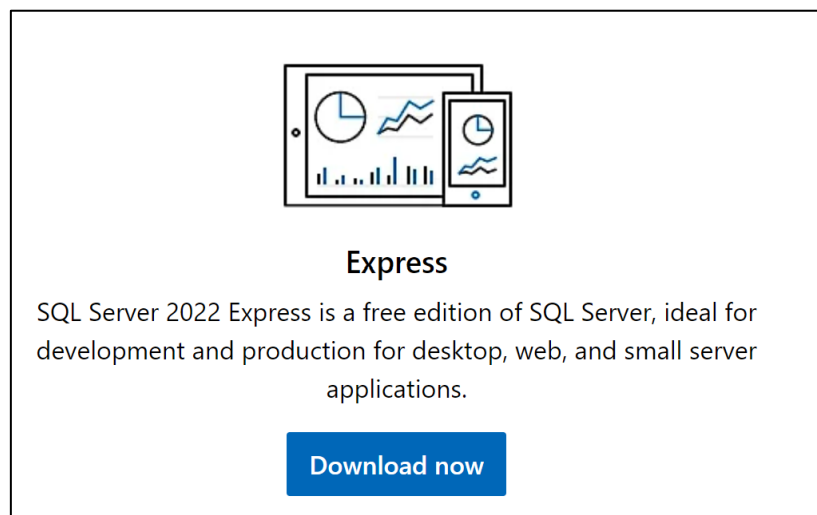 Express
SQL Server 2022 Express is a free edition of SQL Server, ideal for
development and production for desktop, web, and small server
applications.
Download now